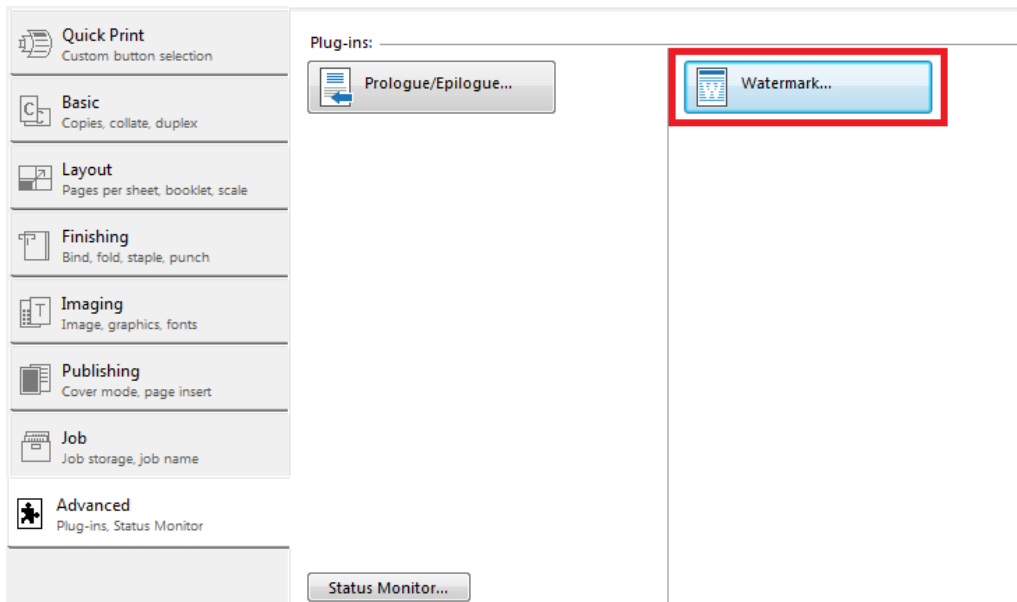 Quick Print
Custom button selection
Basic
Copies, collate, duplex
Layout
Pages per sheet, booklet, scale
Finishing
Bind, fold, staple, punch
Imaging
Image, graphics, fonts
Publishing
Cover mode, page insert
Job
Job storage, job name
Advanced
Plug-ins, Status Monitor
Plug-ins:
Prologue/Epilogue...
Watermark...
Status Monitor...